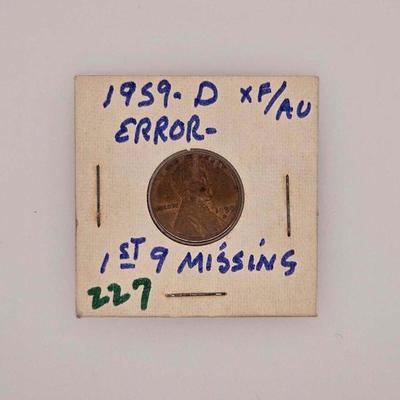 1959-D XF/AU
ERROR-
1ST 9 MISSING
227